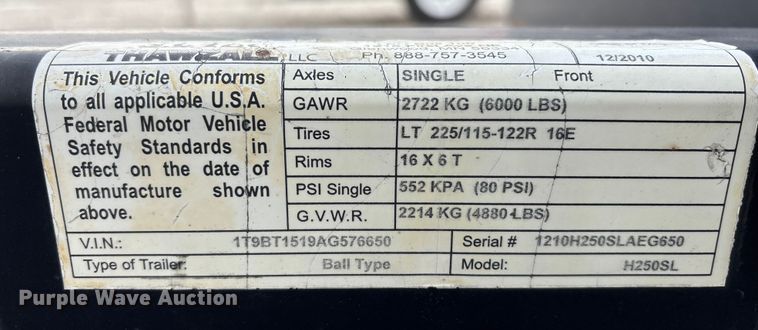 THAWZALL LLC
Ph. 888-757-3545
12/2010
This Vehicle Conforms
to all applicable U.S.A.
Federal Motor Vehicle
Safety Standards in
effect on the date of
manufacture shown
above.
Axles SINGLE Front
GAWR 2722 KG (6000 LBS)
Tires LT 225/115-122R 16E
Rims 16 X 6 T
PSI Single 552 KPA (80 PSI)
G.V.W.R. 2214 KG (4880 LBS)
V.I.N.: 1T9BT1519AG576650 Serial # 1210H250SLAEG650
Type of Trailer: Ball Type Model: H250SL
Purple Wave Auction